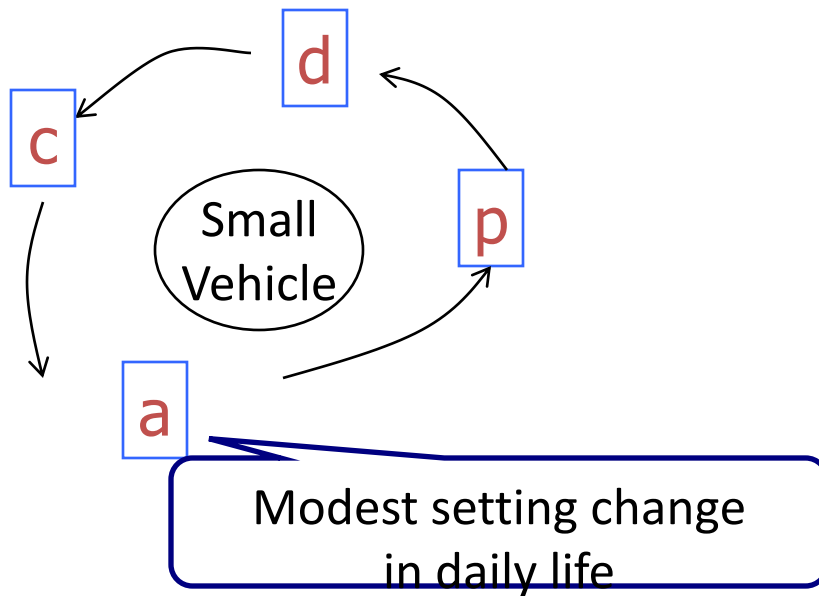 d
c
p
Small
Vehicle
a
Modest setting change
in daily life